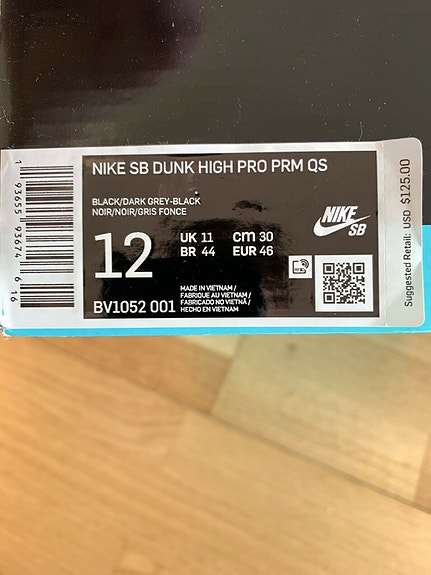 NIKE SB DUNK HIGH PRO PRM QS
BLACK/DARK GREY-BLACK
NOIR/NOIR/GRIS FONCE
12
UK 11 cm 30
BR 44 EUR 46
NIKE
SB
BV1052 001
MADE IN VIETNAM /
FABRIQUE AU VIETNAM /
FABRICADO NO VIETNÃ /
HECHO EN VIETNAM
1 93655 93674 6 16
Suggested Retail: USD $125.00